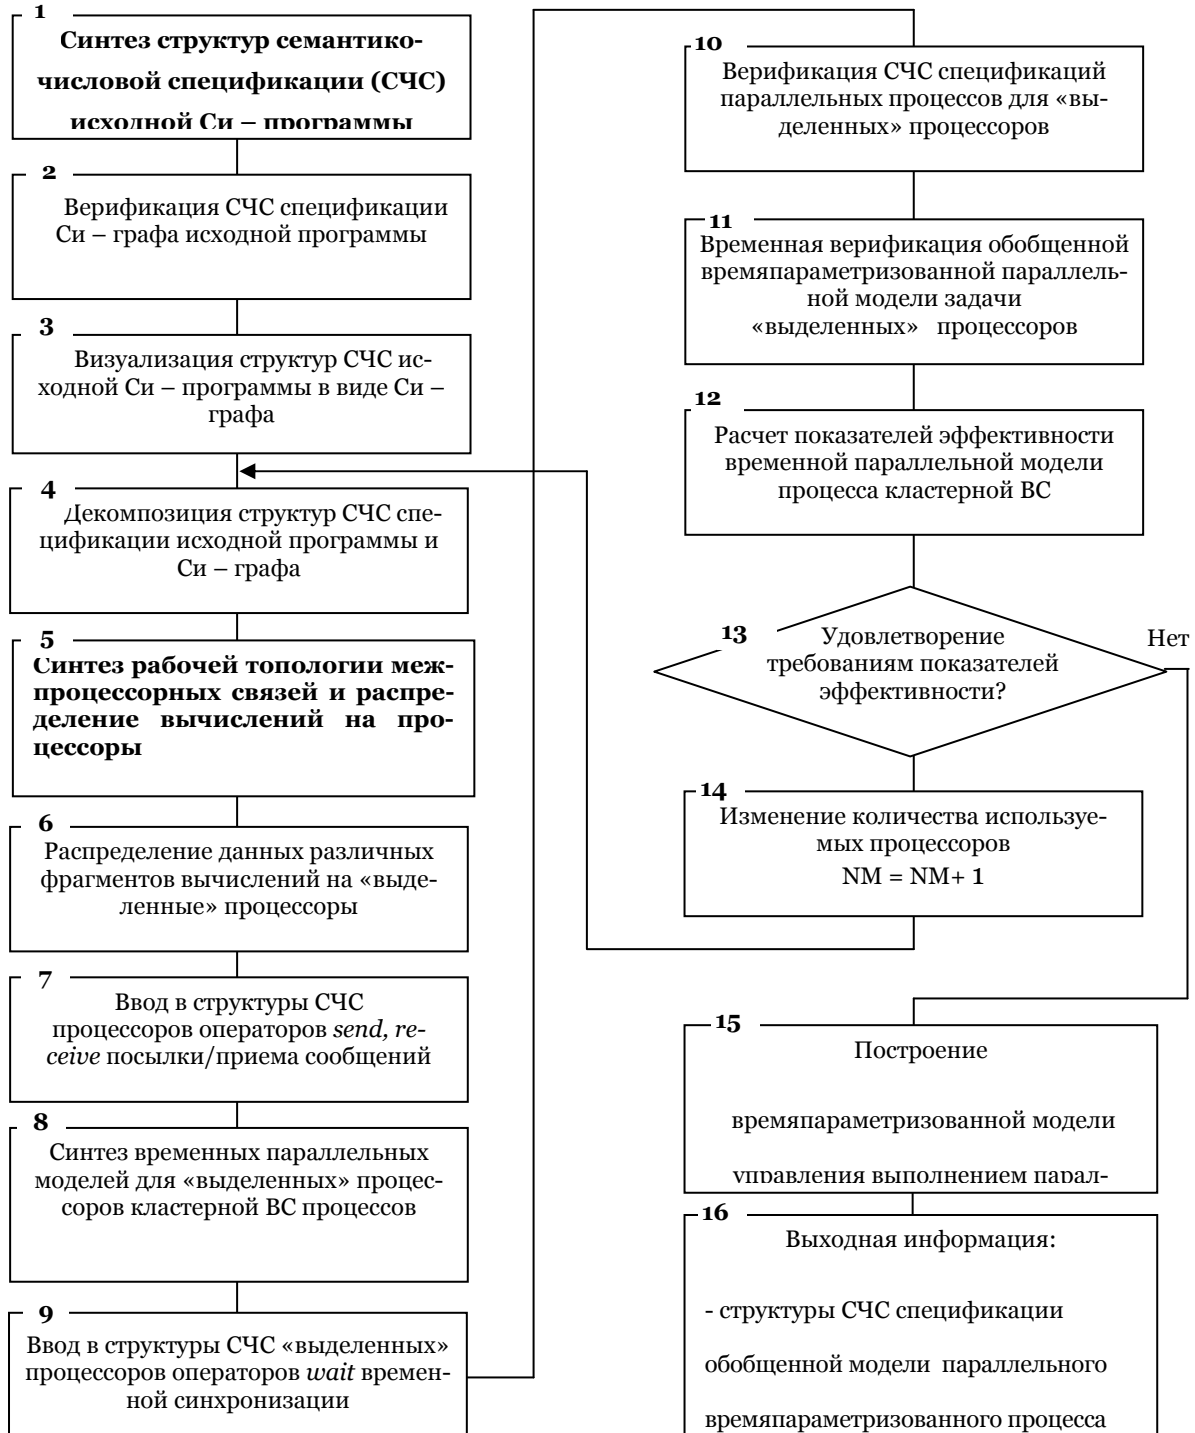 1
Синтез структур семантико-
числовой спецификации (СЧС)
исходной Си – программы
2
Верификация СЧС спецификации
Си – графа исходной программы
3
Визуализация структур СЧС ис-
ходной Си – программы в виде Си –
графа
4
Декомпозиция структур СЧС спе-
цификации исходной программы и
Си – графа
5
Синтез рабочей топологии меж-
процессорных связей и распре-
деление вычислений на про-
цессоры
6
Распределение данных различных
фрагментов вычислений на «выде-
ленные» процессоры
7
Ввод в структуры СЧС
процессоров операторов send, re-
ceive посылки/приема сообщений
8
Синтез временных параллельных
моделей для «выделенных» процес-
соров кластерной ВС процессов
9
Ввод в структуры СЧС «выделенных»
процессоров операторов wait времен-
ной синхронизации
10
Верификация СЧС спецификаций
параллельных процессов для «вы-
деленных» процессоров
11
Временная верификация обобщенной
времяпараметризованной параллель-
ной модели задачи
«выделенных» процессоров
12
Расчет показателей эффективности
временной параллельной модели
процесса кластерной ВС
13
Удовлетворение
требованиям показателей
эффективности?
Нет
14
Изменение количества используе-
мых процессоров
NM = NM+ 1
15
Построение
времяпараметризованной модели
управления выполнением парал-
16
Выходная информация:
- структуры СЧС спецификации
обобщенной модели параллельного
времяпараметризованного процесса